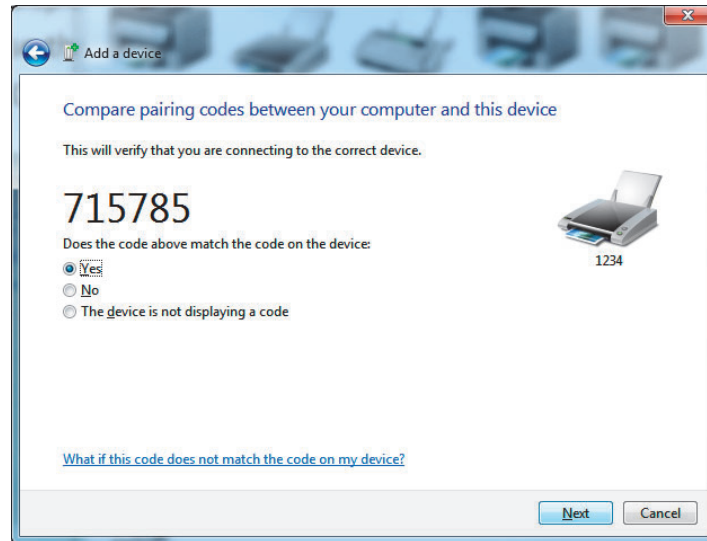 Add a device
Compare pairing codes between your computer and this device
This will verify that you are connecting to the correct device.
715785
Does the code above match the code on the device:
Yes
No
The device is not displaying a code
1234
What if this code does not match the code on my device?
Next
Cancel